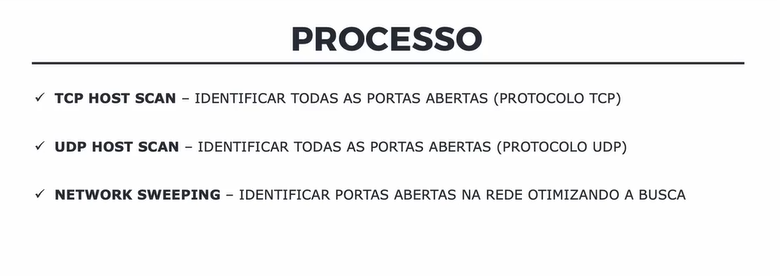 PROCESSO
✓ TCP HOST SCAN – IDENTIFICAR TODAS AS PORTAS ABERTAS (PROTOCOLO TCP)
✓ UDP HOST SCAN – IDENTIFICAR TODAS AS PORTAS ABERTAS (PROTOCOLO UDP)
✓ NETWORK SWEEPING – IDENTIFICAR PORTAS ABERTAS NA REDE OTIMIZANDO A BUSCA